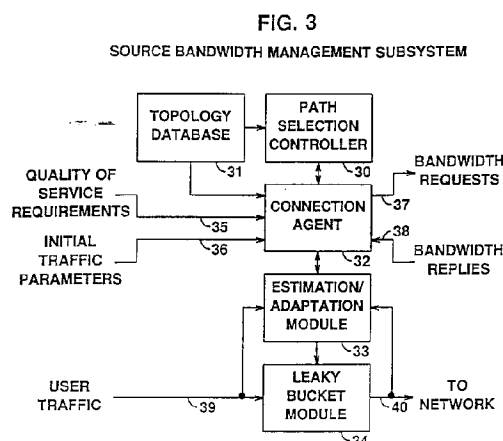 FIG. 3
SOURCE BANDWIDTH MANAGEMENT SUBSYSTEM
TOPOLOGY
DATABASE
31
PATH
SELECTION
CONTROLLER
30
QUALITY OF
SERVICE
REQUIREMENTS
35
INITIAL
TRAFFIC
PARAMETERS
36
CONNECTION
AGENT
32
BANDWIDTH
REQUESTS
37
38
BANDWIDTH
REPLIES
ESTIMATION/
ADAPTATION
MODULE
33
USER
TRAFFIC
39
LEAKY
BUCKET
MODULE
34
40
TO
NETWORK